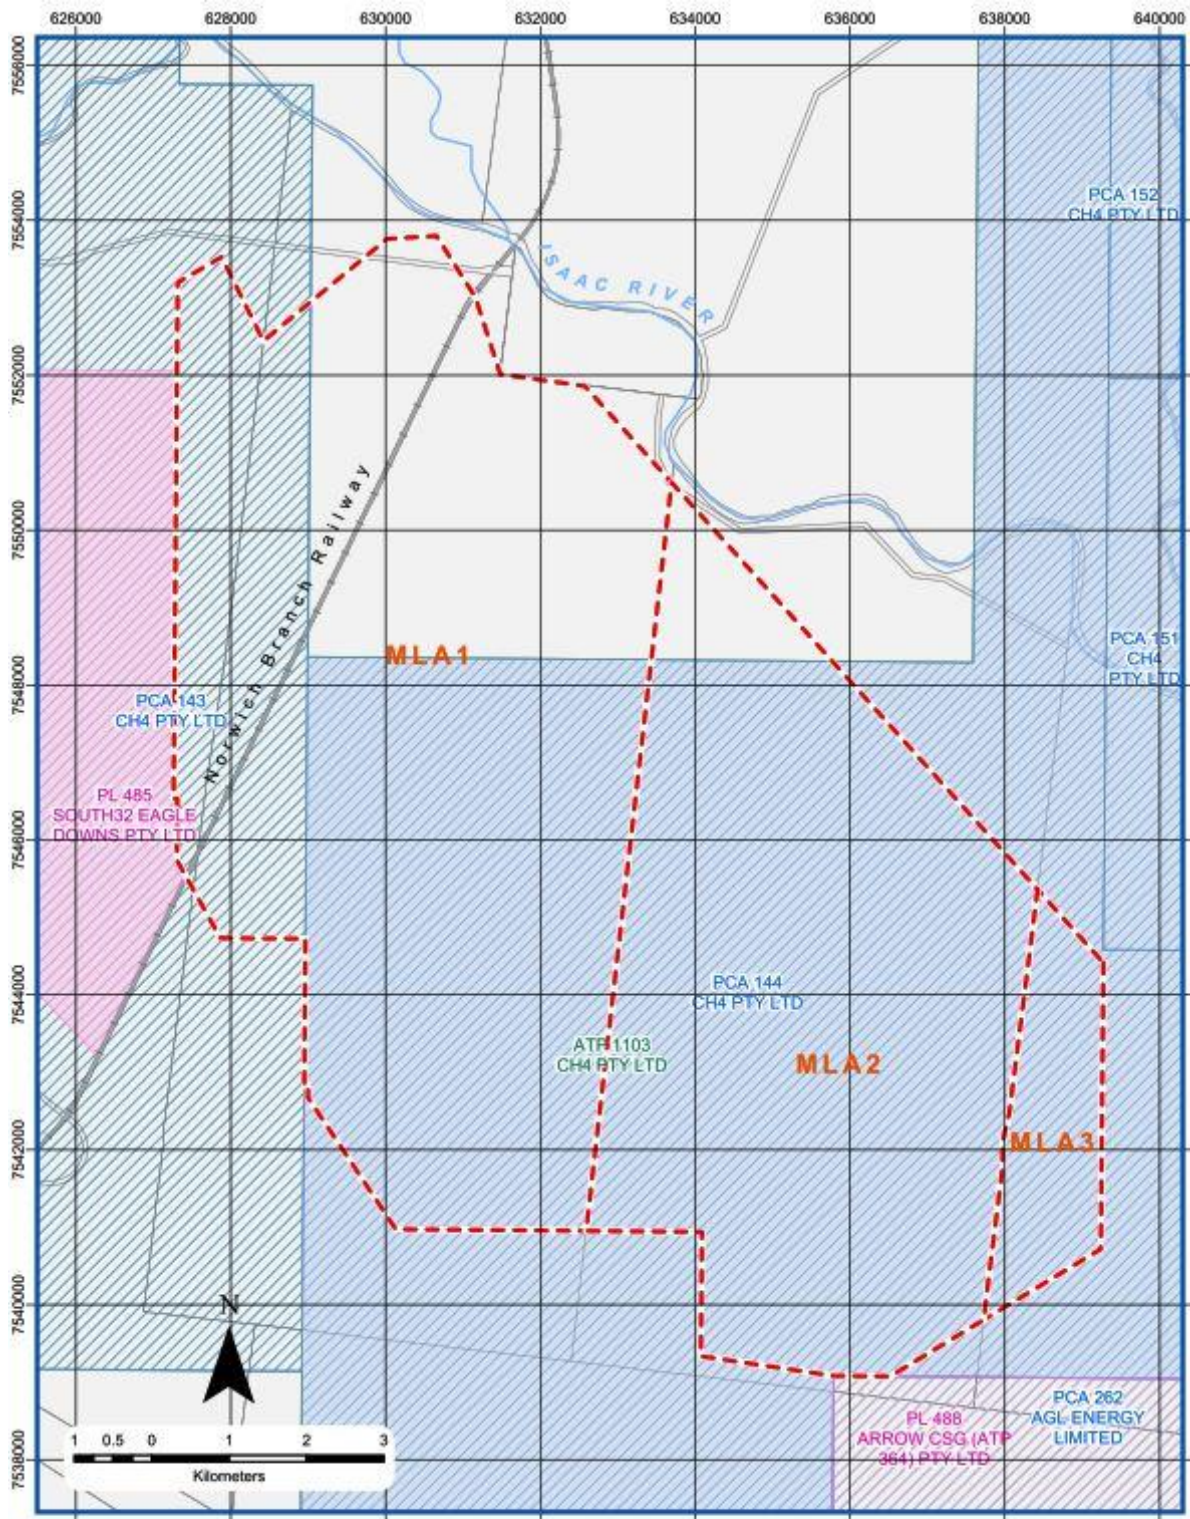 626000
628000
630000
632000
634000
636000
638000
640000
7556000
7554000
7552000
7550000
7548000
7546000
7544000
7542000
7540000
7538000
PCA 152
CH4 PTY LTD
ISAAC RIVER
Norwich Branch Railway
MLA1
PCA 151
CH4
PTY LTD
PCA 143
CH4 PTY LTD
PL 485
SOUTH32 EAGLE
DOWNS PTY LTD
PCA 144
CH4 PTY LTD
ATP 1103
CH4 PTY LTD
MLA2
MLA3
N
PCA 262
AGL ENERGY
LIMITED
PL 488
ARROW CSG (ATP
364) PTY LTD
1 0.5 0 1 2 3
Kilometers